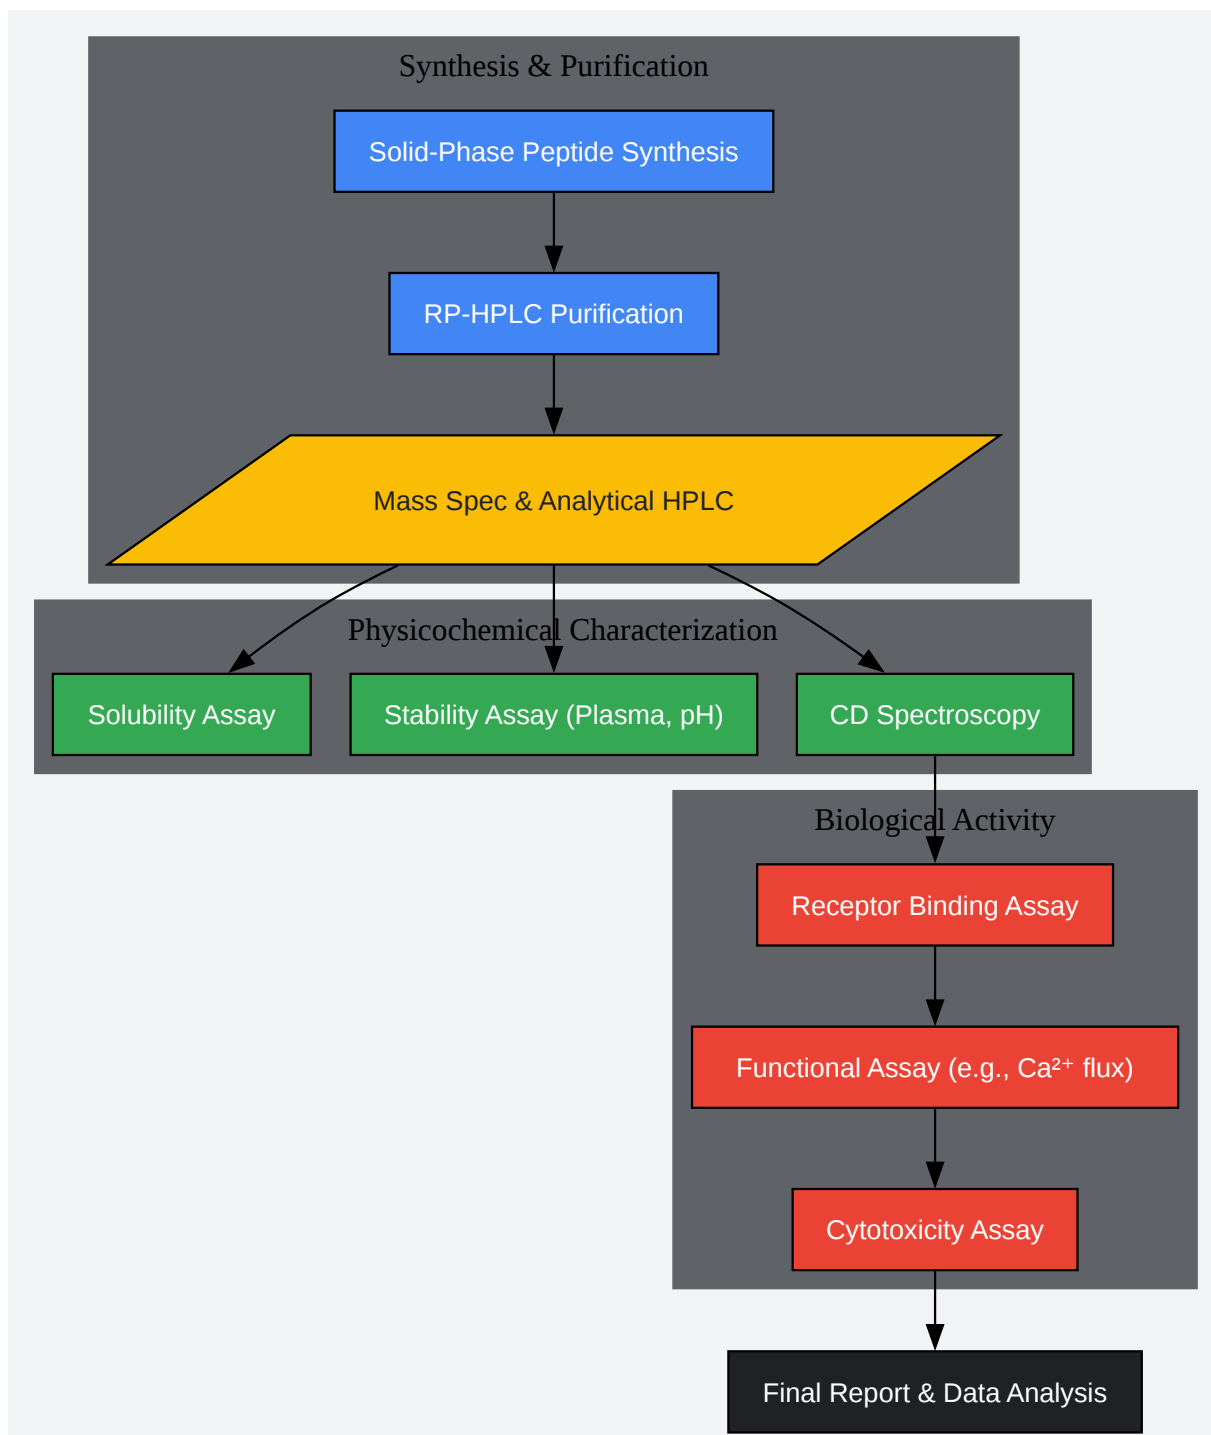 Synthesis & Purification
Solid-Phase Peptide Synthesis
RP-HPLC Purification
Mass Spec & Analytical HPLC
Physicochemical Characterization
Solubility Assay
Stability Assay (Plasma, pH)
CD Spectroscopy
Biological Activity
Receptor Binding Assay
Functional Assay (e.g., Ca²⁺ flux)
Cytotoxicity Assay
Final Report & Data Analysis